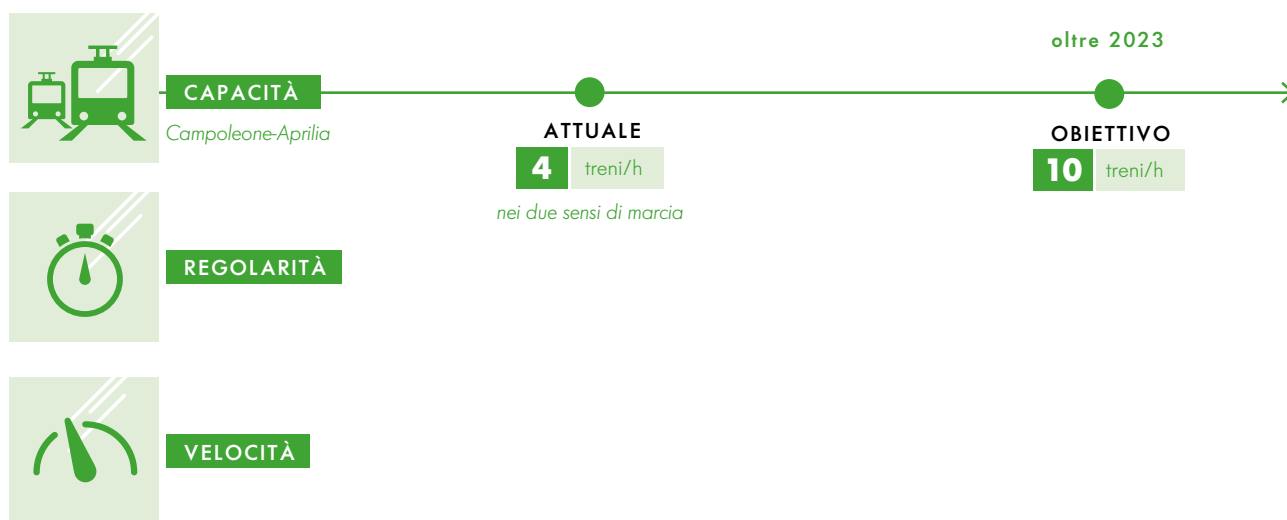 oltre 2023
CAPACITÀ
Campoleone-Aprilia
ATTUALE
4 treni/h
nei due sensi di marcia
OBIETTIVO
10 treni/h
REGOLARITÀ
VELOCITÀ